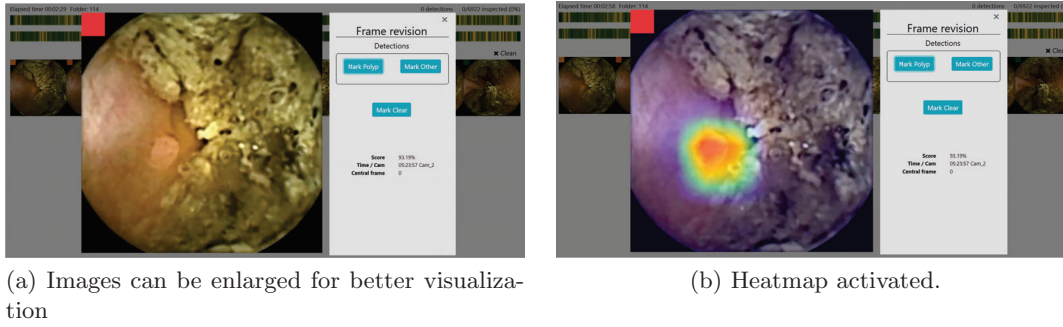 Elapsed time 00:02:29 Folder: 114
0 detections 0/6922 inspected (0%)
×
Frame revision
Detections
✖ Clean
Mark Polyp Mark Other
Mark Clear
Score 93.19%
Time / Cam 05:23:57 Cam_2
Central frame 0
(a) Images can be enlarged for better visualiza-
tion
Elapsed time 00:02:58 Folder: 114
0 detections 0/6922 inspected (0%)
×
Frame revision
Detections
✖ Clean
Mark Polyp Mark Other
Mark Clear
Score 93.19%
Time / Cam 05:23:57 Cam_2
Central frame 0
(b) Heatmap activated.